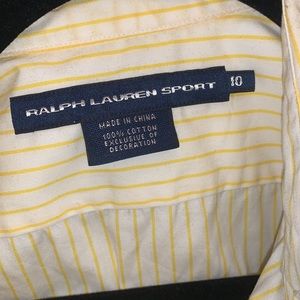 RALPH LAUREN SPORT
10
MADE IN CHINA
100% COTTON
EXCLUSIVE OF
DECORATION